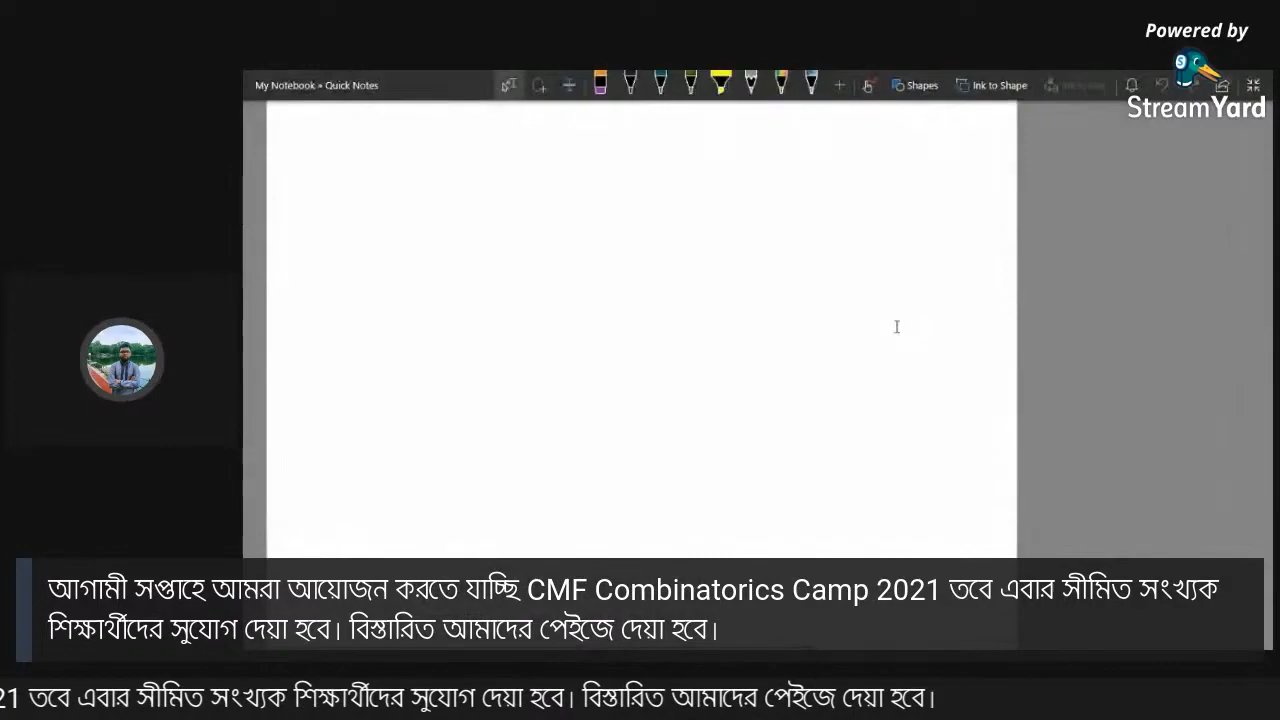 Powered by
StreamYard
My Notebook » Quick Notes
Shapes
Ink to Shape
আগামী সপ্তাহে আমরা আয়োজন করতে যাচ্ছি CMF Combinatorics Camp 2021 তবে এবার সীমিত সংখ্যক
শিক্ষার্থীদের সুযোগ দেয়া হবে। বিস্তারিত আমাদের পেইজে দেয়া হবে।
21 তবে এবার সীমিত সংখ্যক শিক্ষার্থীদের সুযোগ দেয়া হবে। বিস্তারিত আমাদের পেইজে দেয়া হবে।